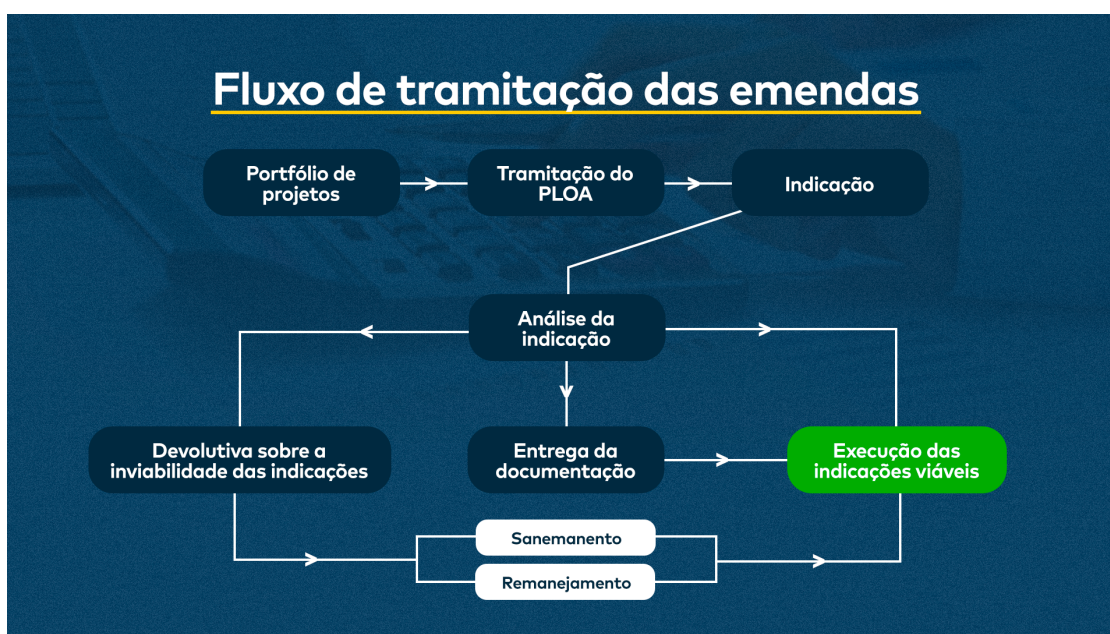 Fluxo de tramitação das emendas
Portfólio de
projetos
Tramitação do
PLOA
Indicação
Análise da
indicação
Devolutiva sobre a
inviabilidade das indicações
Entrega da
documentação
Execução das
indicações viáveis
Sanemanento
Remanejamento